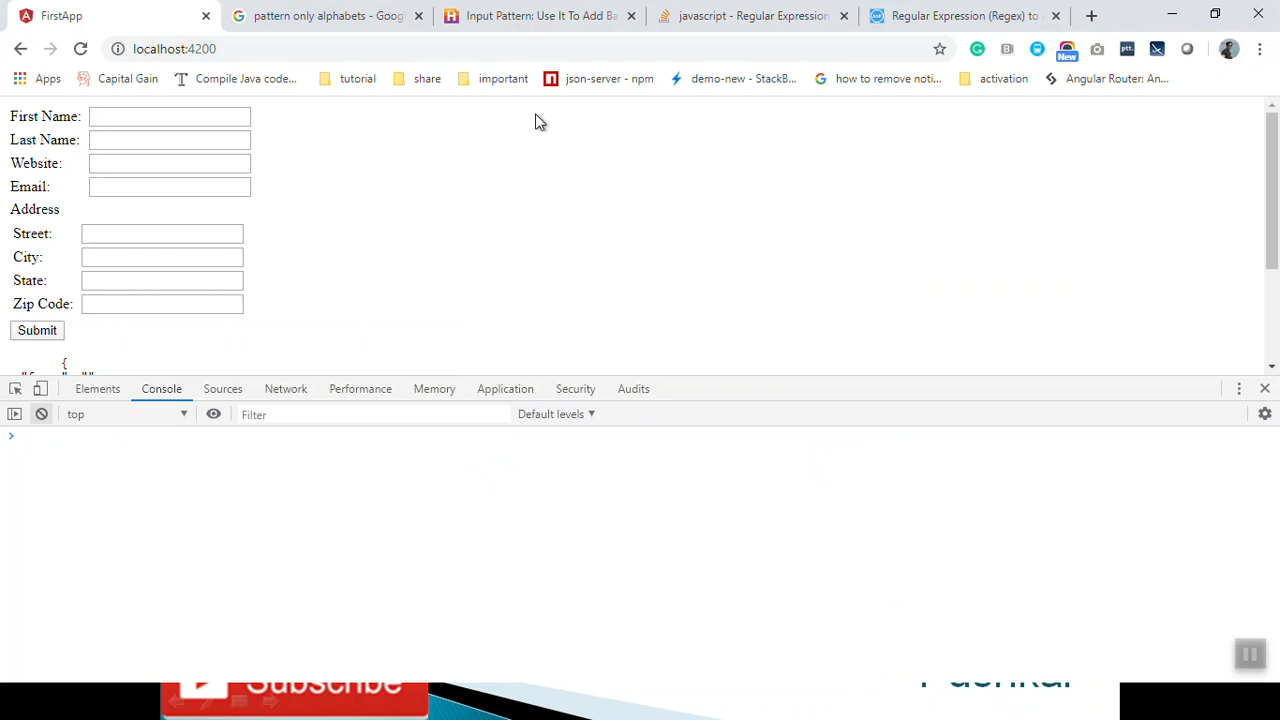 FirstApp
pattern only alphabets - Goog
Input Pattern: Use It To Add Ba
javascript - Regular Expression
Regular Expression (Regex) to
localhost:4200
New
ptt.
Apps
Capital Gain
Compile Java code...
tutorial
share
important
json-server - npm
demo-new - StackB...
how to remove noti...
activation
Angular Router: An...
First Name:
Last Name:
Website:
Email:
Address
Street:
City:
State:
Zip Code:
Submit
{
Elements
Console
Sources
Network
Performance
Memory
Application
Security
Audits
top
Filter
Default levels
Subscribe